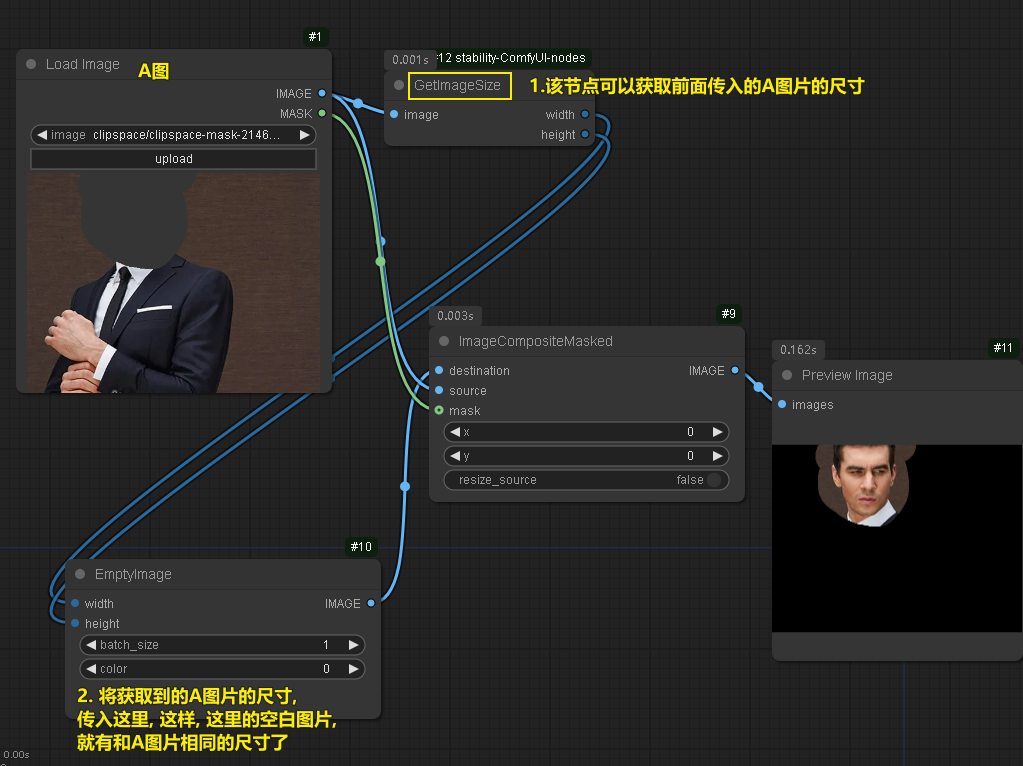 #1
Load Image
A图
IMAGE
MASK
image clipspace/clipspace-mask-2146...
upload
0.001s
#12 stability-ComfyUI-nodes
GetImageSize
1.该节点可以获取前面传入的A图片的尺寸
image
width
height
0.003s
#9
ImageCompositeMasked
destination
IMAGE
source
mask
x 0
y 0
resize_source false
0.162s
#11
Preview Image
images
#10
EmptyImage
width
IMAGE
height
batch_size 1
color 0
2. 将获取到的A图片的尺寸,
传入这里, 这样, 这里的空白图片,
就有和A图片相同的尺寸了
0.00s